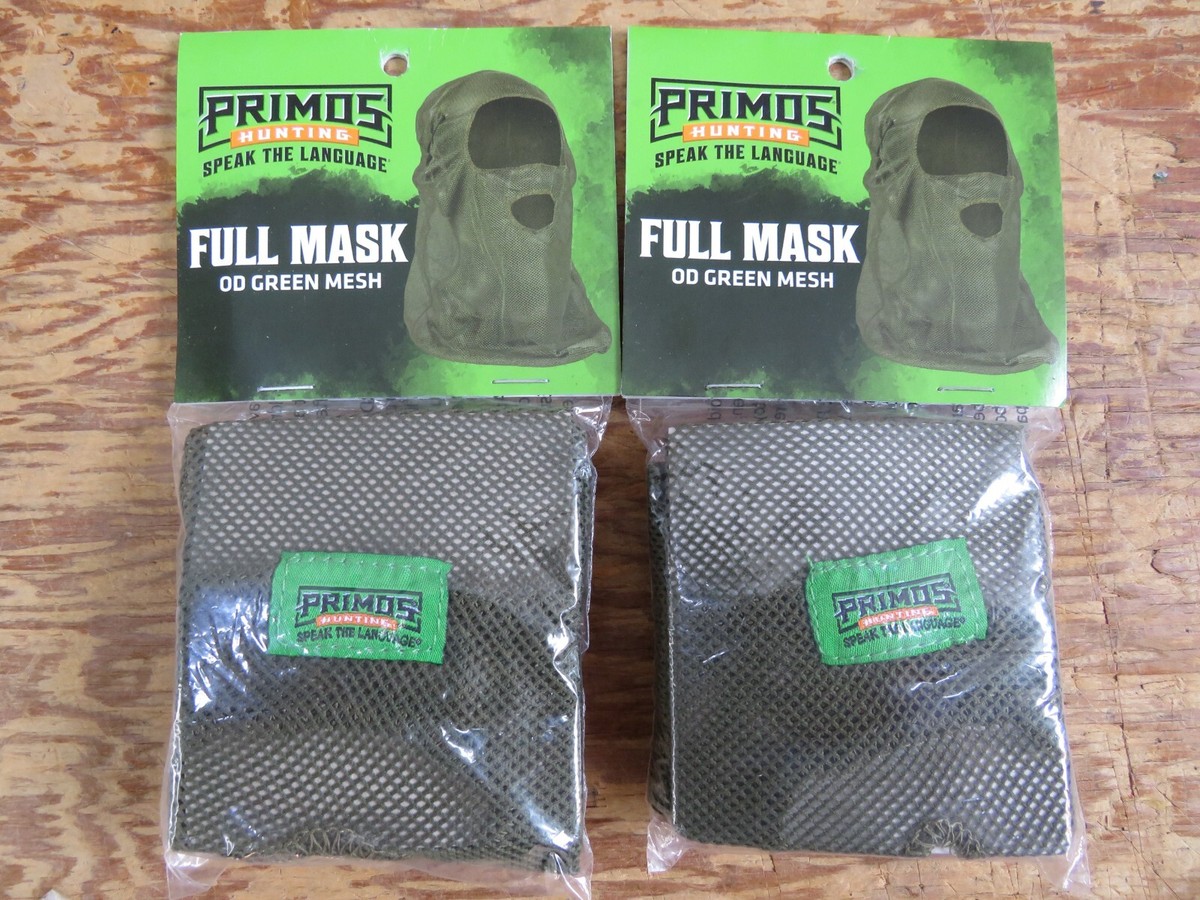 PRIMOS
HUNTING
SPEAK THE LANGUAGE
FULL MASK
OD GREEN MESH
PRIMOS
HUNTING
SPEAK THE LANGUAGE
FULL MASK
OD GREEN MESH
PRIMOS
HUNTING
SPEAK THE LANGUAGE®
PRIMOS
HUNTING
SPEAK LANGUAGE®